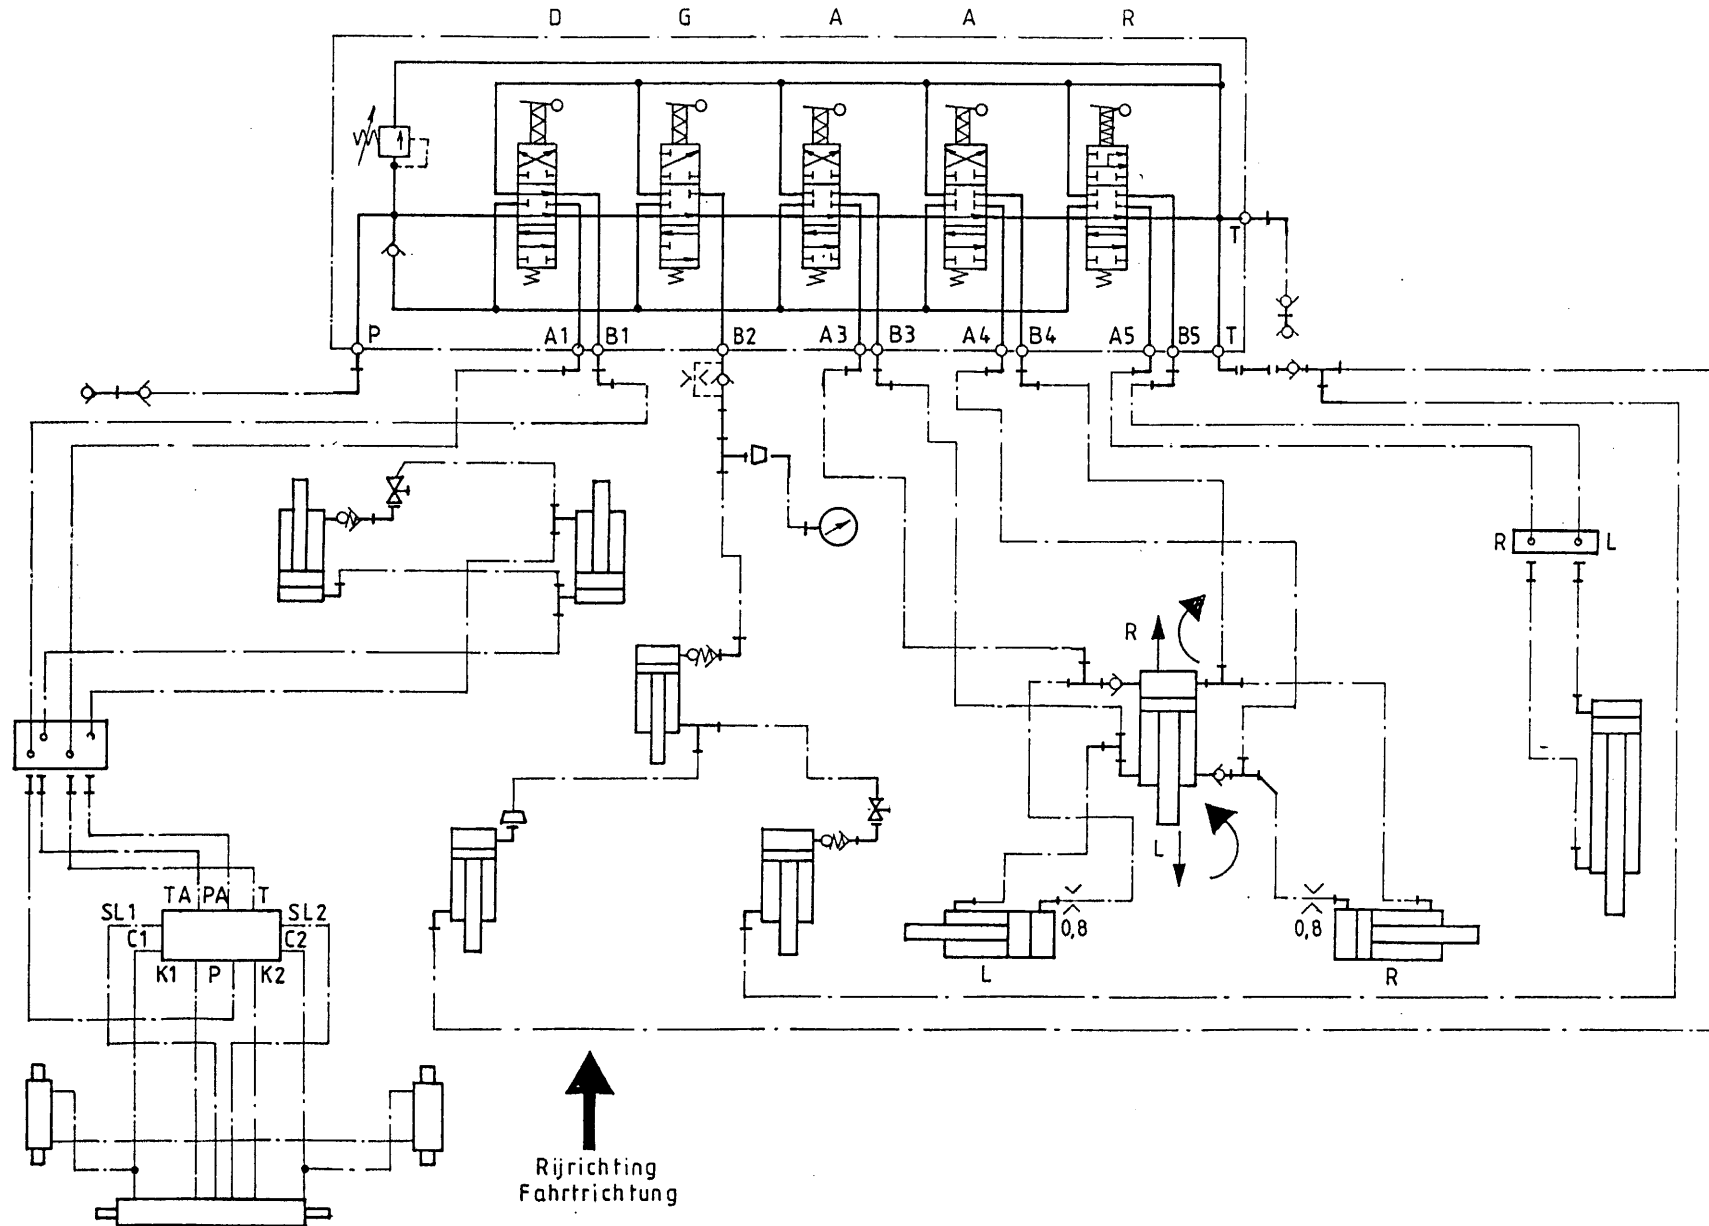 D G A A R
T
P A1 B1 B2 A3 B3 A4 B4 A5 B5 T
R L
R
L
TA PA T
SL1 SL2
C1 C2
K1 P K2
0,8 0,8
L R
Rijrichting
Fahrtrichtung